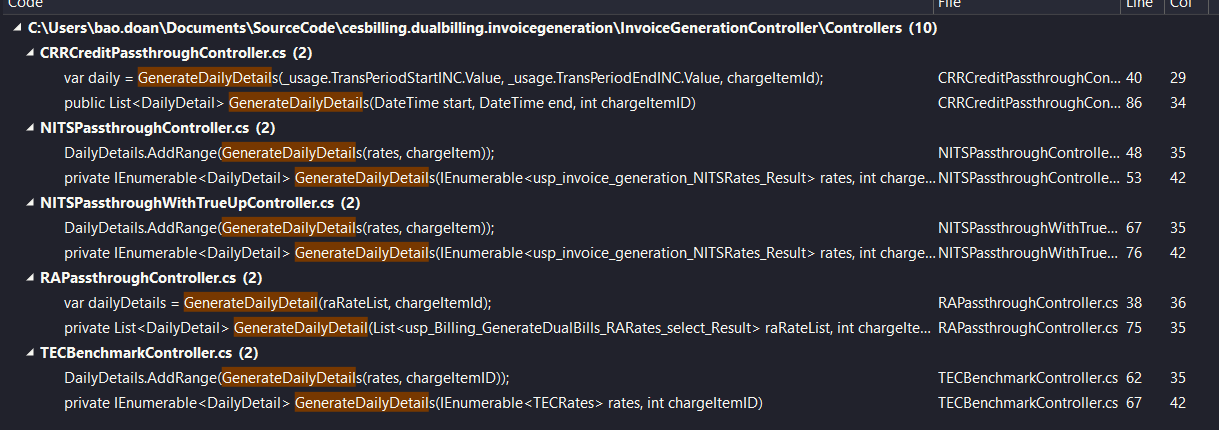 Code File Line Col
C:\Users\bao.doan\Documents\SourceCode\cesbilling.dualbilling.invoicegeneration\InvoiceGenerationController\Controllers (10)
CRRCreditPassthroughController.cs (2)
var daily = GenerateDailyDetails(_usage.TransPeriodStartINC.Value, _usage.TransPeriodEndINC.Value, chargeItemId); CRRCreditPassthroughCon... 40 29
public List<DailyDetail> GenerateDailyDetails(DateTime start, DateTime end, int chargeItemID) CRRCreditPassthroughCon... 86 34
NITSPassthroughController.cs (2)
DailyDetails.AddRange(GenerateDailyDetails(rates, chargeItem)); NITSPassthroughControlle... 48 35
private IEnumerable<DailyDetail> GenerateDailyDetails(IEnumerable<usp_invoice_generation_NITSRates_Result> rates, int charge... NITSPassthroughControlle... 53 42
NITSPassthroughWithTrueUpController.cs (2)
DailyDetails.AddRange(GenerateDailyDetails(rates, chargeItem)); NITSPassthroughWithTrue... 67 35
private IEnumerable<DailyDetail> GenerateDailyDetails(IEnumerable<usp_invoice_generation_NITSRates_Result> rates, int charge... NITSPassthroughWithTrue... 76 42
RAPassthroughController.cs (2)
var dailyDetails = GenerateDailyDetail(raRateList, chargeItemId); RAPassthroughController.cs 38 36
private List<DailyDetail> GenerateDailyDetail(List<usp_Billing_GenerateDualBills_RARates_select_Result> raRateList, int chargeIte... RAPassthroughController.cs 75 35
TECBenchmarkController.cs (2)
DailyDetails.AddRange(GenerateDailyDetails(rates, chargeItemID)); TECBenchmarkController.cs 62 35
private IEnumerable<DailyDetail> GenerateDailyDetails(IEnumerable<TECRates> rates, int chargeItemID) TECBenchmarkController.cs 67 42